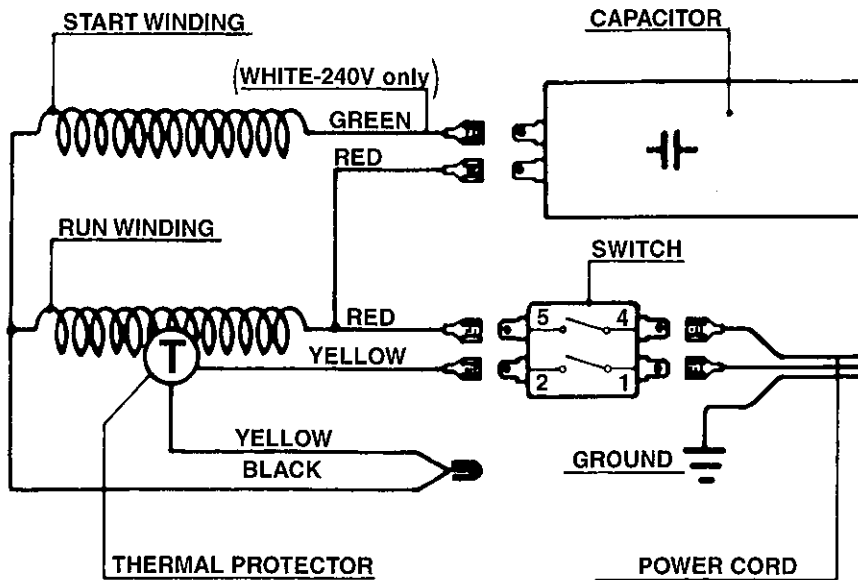 START WINDING
CAPACITOR
(WHITE-240V only)
GREEN
RED
RUN WINDING
SWITCH
RED
5
4
T
YELLOW
2
1
YELLOW
BLACK
GROUND
THERMAL PROTECTOR
POWER CORD